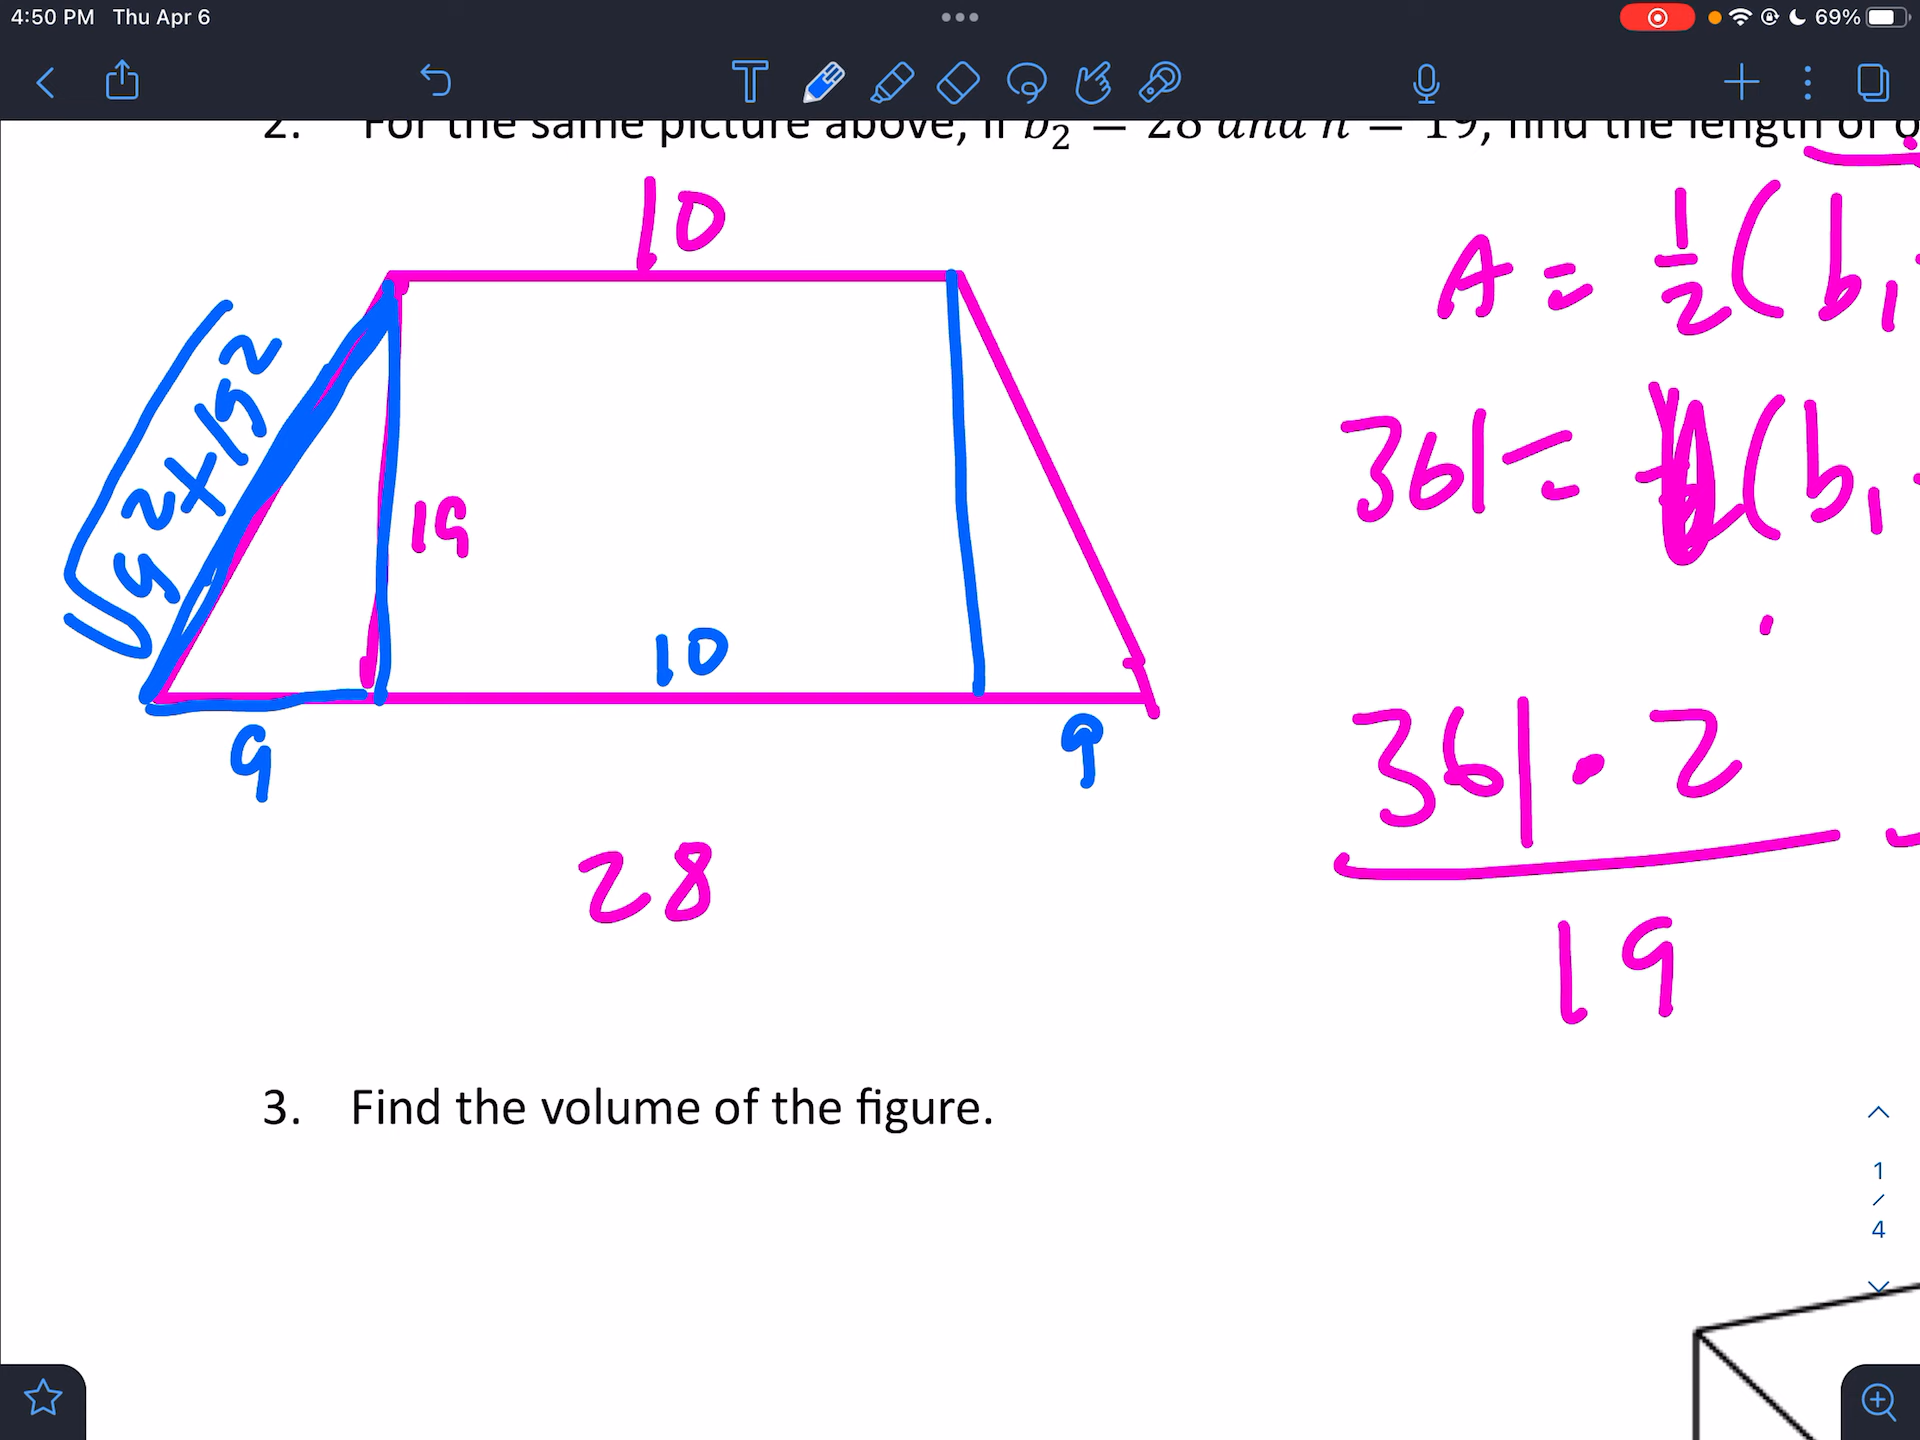 4:50 PM Thu Apr 6
69%
2. For the same picture above, if b₂ = 28 and h = 19, find the length of
10
A = 1/2 (b₁
√9²+19²
361 = (b₁
19
10
9
9
361 · 2
28
19
3. Find the volume of the figure.
1
/
4